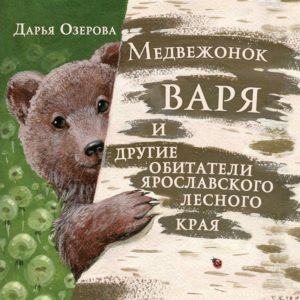 Дарья Озерова
Медвежонок
ВАРЯ
И
ДРУГИЕ
ОБИТАТЕЛИ
ЯРОСЛАВСКОГО
ЛЕСНОГО
КРАЯ